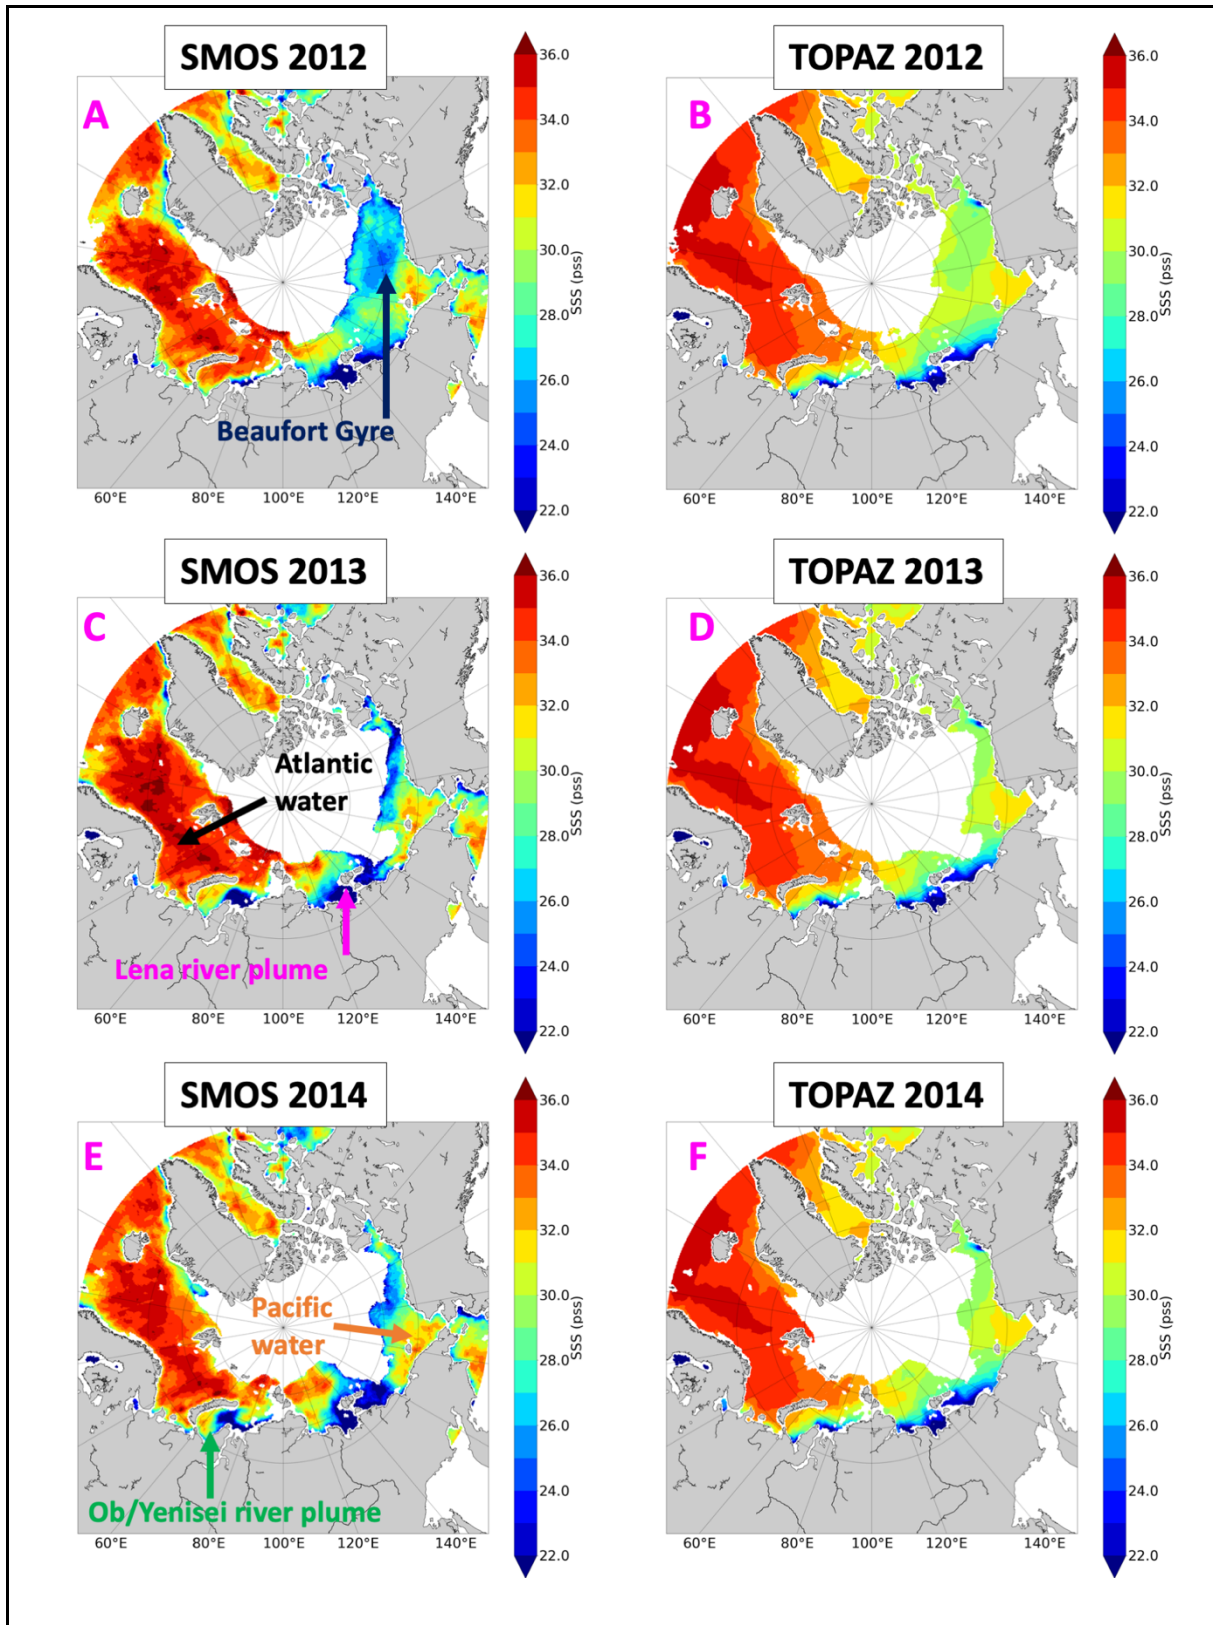 SMOS 2012
TOPAZ 2012
A
B
36.0
34.0
32.0
30.0
28.0
26.0
24.0
22.0
SSS (pss)
36.0
34.0
32.0
30.0
28.0
26.0
24.0
22.0
SSS (pss)
Beaufort Gyre
60°E 80°E 100°E 120°E 140°E
60°E 80°E 100°E 120°E 140°E
SMOS 2013
TOPAZ 2013
C
D
36.0
34.0
32.0
30.0
28.0
26.0
24.0
22.0
SSS (pss)
36.0
34.0
32.0
30.0
28.0
26.0
24.0
22.0
SSS (pss)
Atlantic
water
Lena river plume
60°E 80°E 100°E 120°E 140°E
60°E 80°E 100°E 120°E 140°E
SMOS 2014
TOPAZ 2014
E
F
36.0
34.0
32.0
30.0
28.0
26.0
24.0
22.0
SSS (pss)
36.0
34.0
32.0
30.0
28.0
26.0
24.0
22.0
SSS (pss)
Pacific
water
Ob/Yenisei river plume
60°E 80°E 100°E 120°E 140°E
60°E 80°E 100°E 120°E 140°E